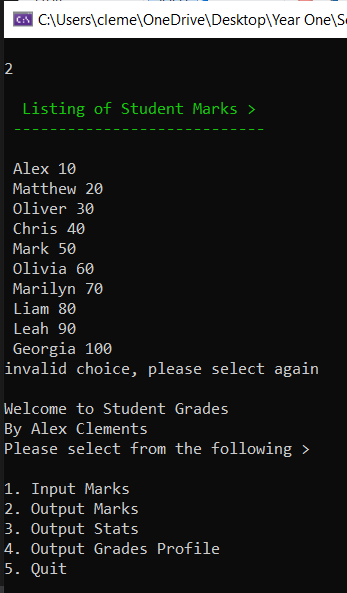 C:\Users\cleme\OneDrive\Desktop\Year One\S
2
Listing of Student Marks >
----------------------------
Alex 10
Matthew 20
Oliver 30
Chris 40
Mark 50
Olivia 60
Marilyn 70
Liam 80
Leah 90
Georgia 100
invalid choice, please select again
Welcome to Student Grades
By Alex Clements
Please select from the following >
1. Input Marks
2. Output Marks
3. Output Stats
4. Output Grades Profile
5. Quit